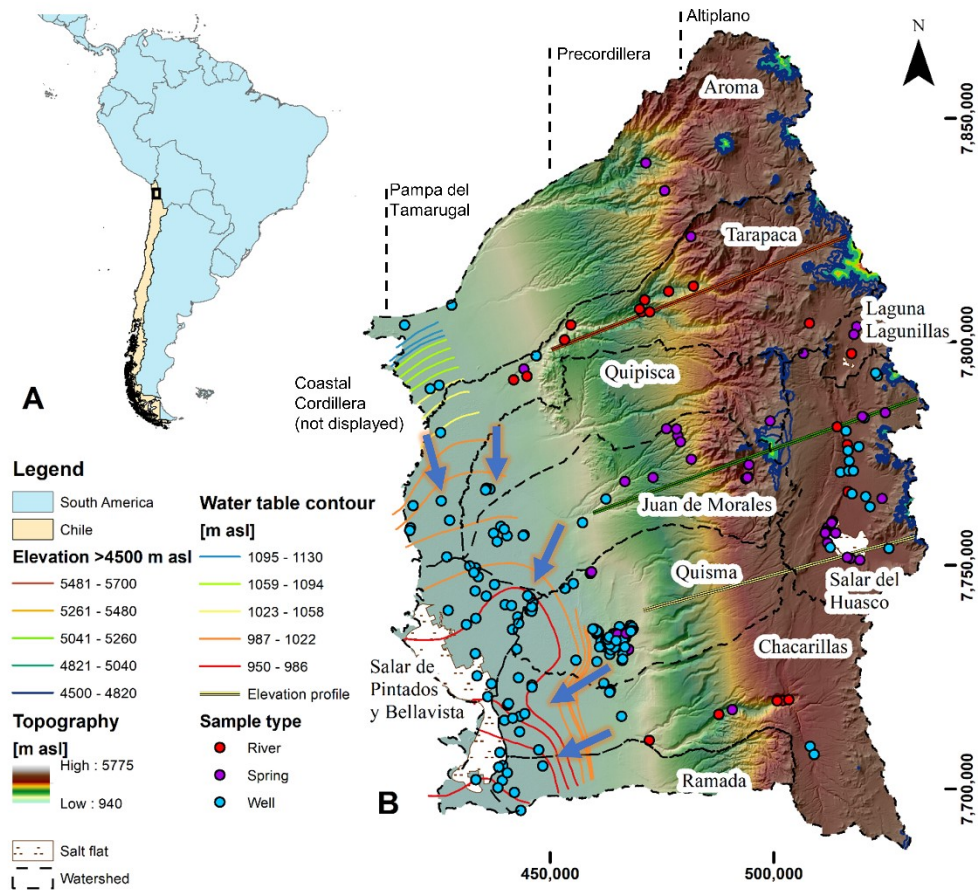 Altiplano
Precordillera
Pampa del
Tamarugal
N
Aroma
7,850,000
Tarapaca
Laguna
Lagunillas
7,800,000
Quipisca
Coastal
Cordillera
(not displayed)
A
Juan de Morales
7,750,000
Quisma
Salar del
Huasco
Chacarillas
Salar de
Pintados
y Bellavista
7,700,000
Ramada
B
450,000
500,000
Legend
South America
Chile
Elevation >4500 m asl
5481 - 5700
5261 - 5480
5041 - 5260
4821 - 5040
4500 - 4820
Topography
[m asl]
High : 5775
Low : 940
Salt flat
Watershed
Water table contour
[m asl]
1095 - 1130
1059 - 1094
1023 - 1058
987 - 1022
950 - 986
Elevation profile
Sample type
River
Spring
Well